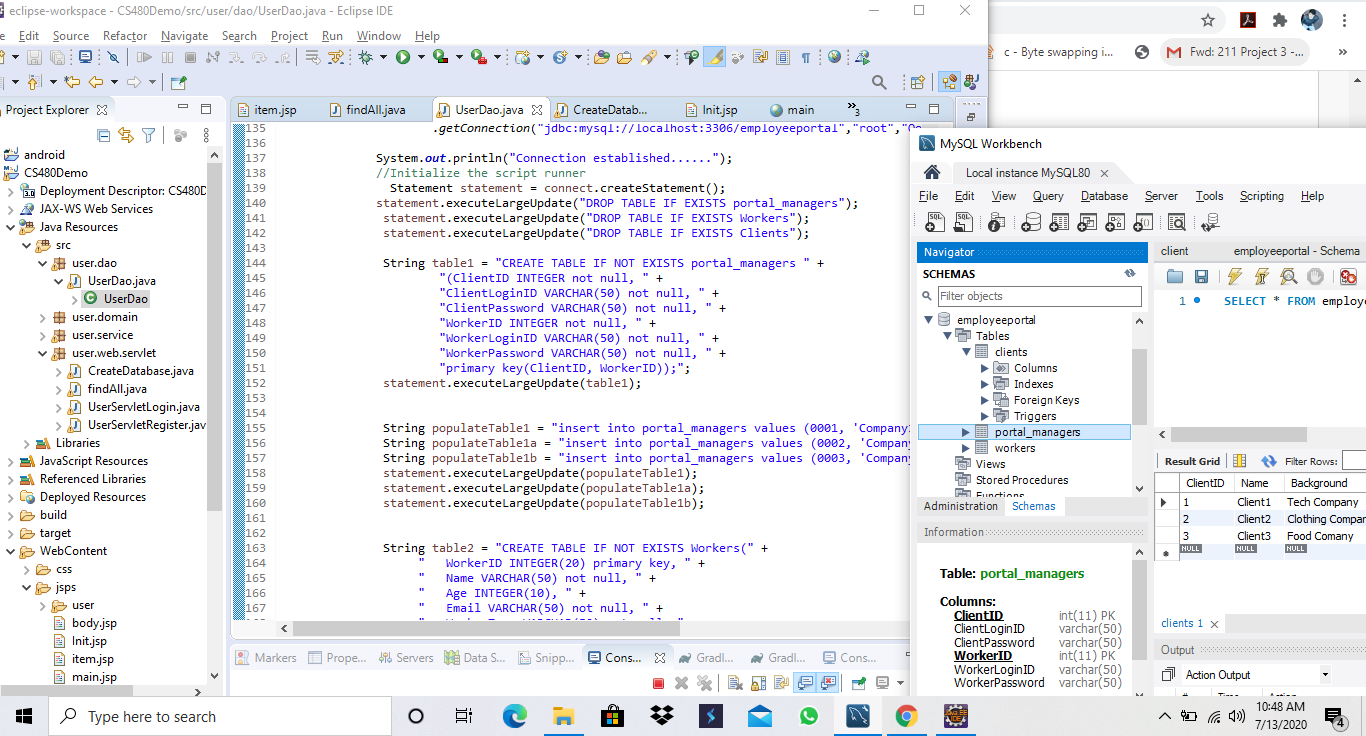 eclipse-workspace - CS480Demo/src/user/dao/UserDao.java - Eclipse IDE
Edit Source Refactor Navigate Search Project Run Window Help
c - Byte swapping i...
Fwd: 211 Project 3 -...
Project Explorer
android
CS480Demo
Deployment Descriptor: CS480D
JAX-WS Web Services
Java Resources
src
user.dao
UserDao.java
UserDao
user.domain
user.service
user.web.servlet
CreateDatabase.java
findAll.java
UserServletLogin.java
UserServletRegister.java
Libraries
JavaScript Resources
Referenced Libraries
Deployed Resources
build
target
WebContent
css
jsps
user
body.jsp
Init.jsp
item.jsp
main.jsp
item.jsp findAll.java UserDao.java CreateDatab... Init.jsp main 3
135 .getConnection("jdbc:mysql://localhost:3306/employeeportal","root",
136
137 System.out.println("Connection established......");
138 //Initialize the script runner
139 Statement statement = connect.createStatement();
140 statement.executeLargeUpdate("DROP TABLE IF EXISTS portal_managers");
141 statement.executeLargeUpdate("DROP TABLE IF EXISTS Workers");
142 statement.executeLargeUpdate("DROP TABLE IF EXISTS Clients");
143
144 String table1 = "CREATE TABLE IF NOT EXISTS portal_managers " +
145 "(ClientID INTEGER not null, " +
146 "ClientLoginID VARCHAR(50) not null, " +
147 "ClientPassword VARCHAR(50) not null, " +
148 "WorkerID INTEGER not null, " +
149 "WorkerLoginID VARCHAR(50) not null, " +
150 "WorkerPassword VARCHAR(50) not null, " +
151 "primary key(ClientID, WorkerID));";
152 statement.executeLargeUpdate(table1);
153
154
155 String populateTable1 = "insert into portal_managers values (0001, 'Company
156 String populateTable1a = "insert into portal_managers values (0002, 'Company
157 String populateTable1b = "insert into portal_managers values (0003, 'Company
158 statement.executeLargeUpdate(populateTable1);
159 statement.executeLargeUpdate(populateTable1a);
160 statement.executeLargeUpdate(populateTable1b);
161
162
163 String table2 = "CREATE TABLE IF NOT EXISTS Workers(" +
164 " WorkerID INTEGER(20) primary key, " +
165 " Name VARCHAR(50) not null, " +
166 " Age INTEGER(10), " +
167 " Email VARCHAR(50) not null, " +
Markers Prope... Servers Data S... Snipp... Cons... Gradl... Gradl... Cons...
MySQL Workbench
Local instance MySQL80
File Edit View Query Database Server Tools Scripting Help
Navigator
SCHEMAS
Filter objects
employeeportal
Tables
clients
Columns
Indexes
Foreign Keys
Triggers
portal_managers
workers
Views
Stored Procedures
Functions
Administration Schemas
Information
Table: portal_managers
Columns:
ClientID int(11) PK
ClientLoginID varchar(50)
ClientPassword varchar(50)
WorkerID int(11) PK
WorkerLoginID varchar(50)
WorkerPassword varchar(50)
client employeeportal - Schema
1 SELECT * FROM employe
Result Grid Filter Rows:
ClientID Name Background
1 Client1 Tech Company
2 Client2 Clothing Compan
3 Client3 Food Comany
NULL NULL NULL
clients 1
Output
Action Output
# Time Action
Type here to search
10:48 AM
7/13/2020
4